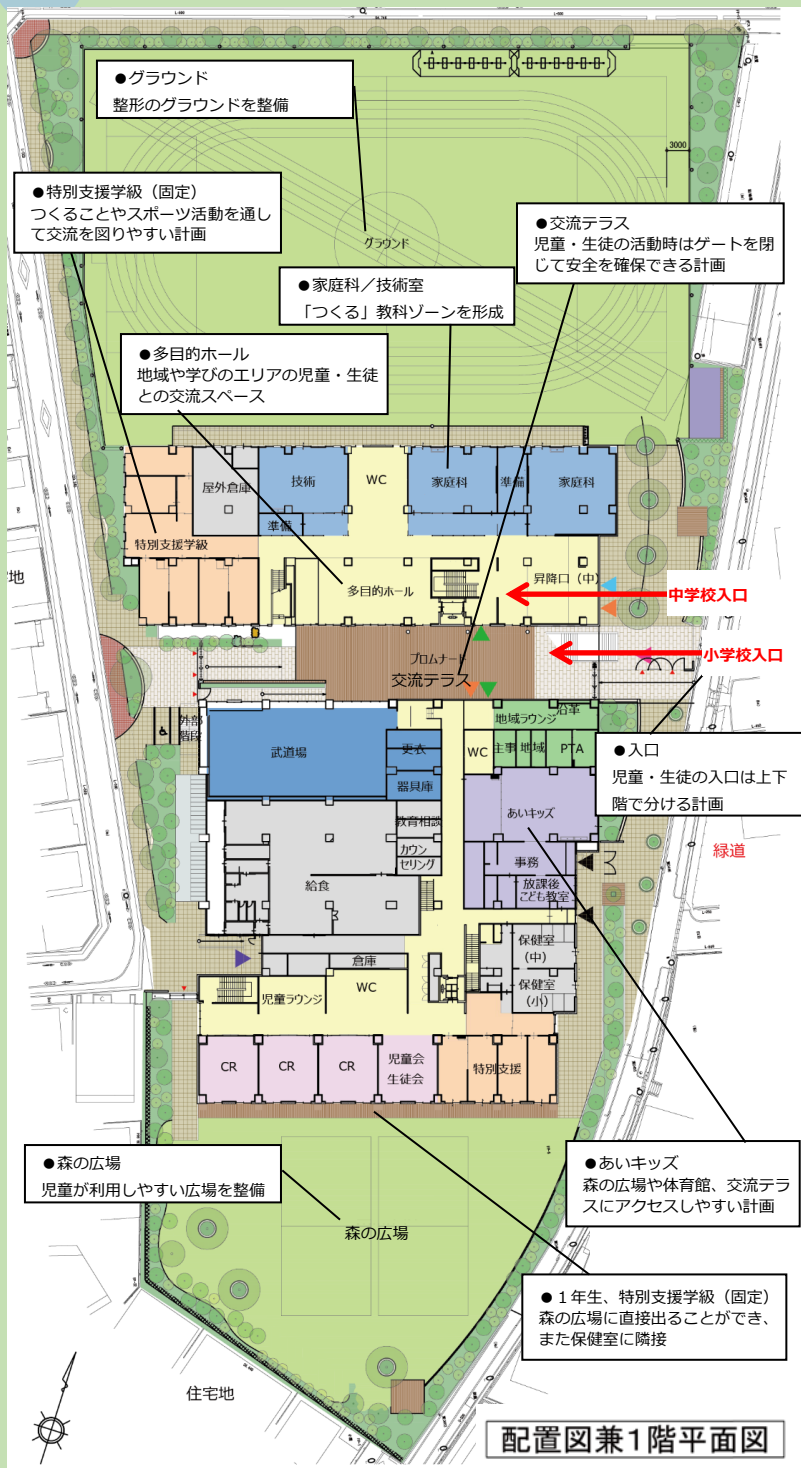 ●グラウンド
整形のグラウンドを整備
3000
●特別支援学級（固定）
つくることやスポーツ活動を通し
て交流を図りやすい計画
●交流テラス
児童・生徒の活動時はゲートを閉
じて安全を確保できる計画
グラウンド
●家庭科／技術室
「つくる」教科ゾーンを形成
●多目的ホール
地域や学びのエリアの児童・生徒
との交流スペース
屋外倉庫
技術
WC
家庭科
準備
家庭科
準備
特別支援学級
地
多目的ホール
昇降口（中）
中学校入口
プロムナード
小学校入口
交流テラス
外部
階段
武道場
更衣
器具庫
地域ラウンジ
沿革
WC
主事
地域
PTA
●入口
児童・生徒の入口は上下
階で分ける計画
あいキッズ
教育相談
カウン
セリング
事務
緑道
給食
放課後
こども教室
倉庫
保健室
（中）
保健室
（小）
児童ラウンジ
WC
CR
CR
CR
児童会
生徒会
特別支援
●森の広場
児童が利用しやすい広場を整備
●あいキッズ
森の広場や体育館、交流テラ
スにアクセスしやすい計画
森の広場
●１年生、特別支援学級（固定）
森の広場に直接出ることができ、
また保健室に隣接
住宅地
配置図兼1階平面図